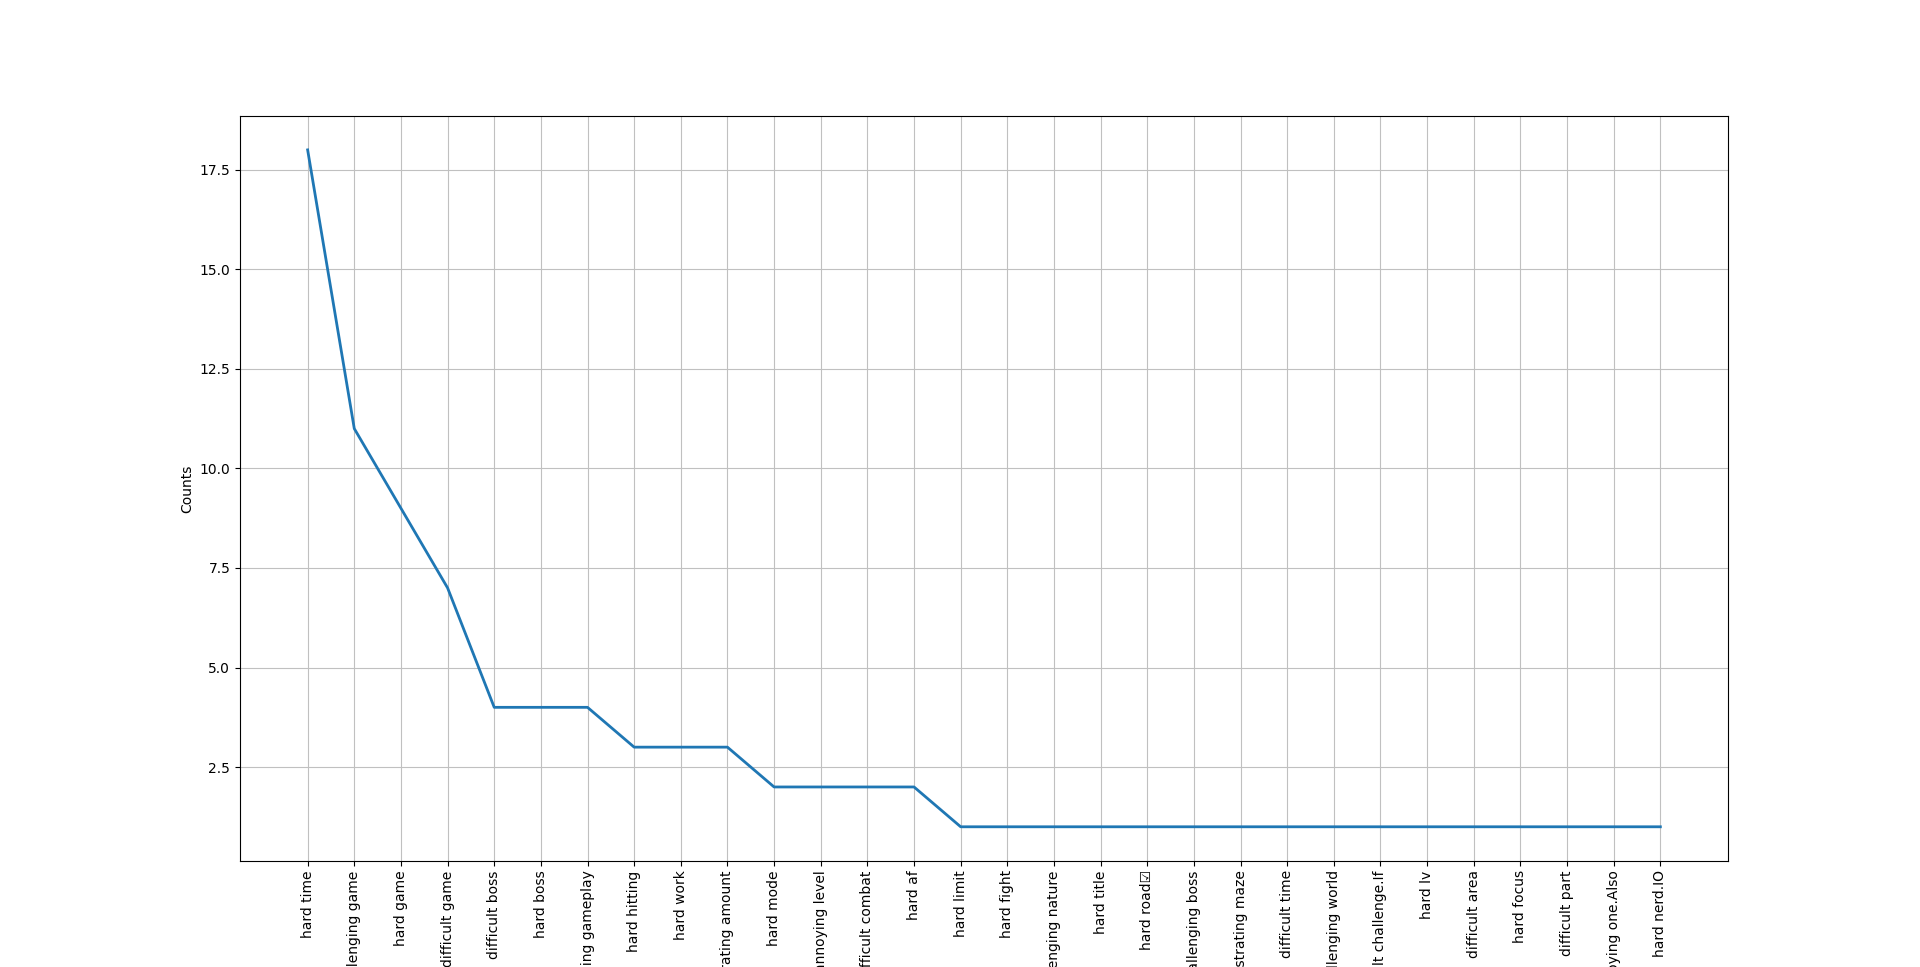 17.5
15.0
12.5
10.0
7.5
5.0
2.5
Counts
hard time
lenging game
hard game
difficult game
difficult boss
hard boss
ing gameplay
hard hitting
hard work
rating amount
hard mode
annoying level
fficult combat
hard af
hard limit
hard fight
enging nature
hard title
hard road☑
allenging boss
strating maze
difficult time
llenging world
lt challenge.If
hard lv
difficult area
hard focus
difficult part
oying one.Also
hard nerd.IO